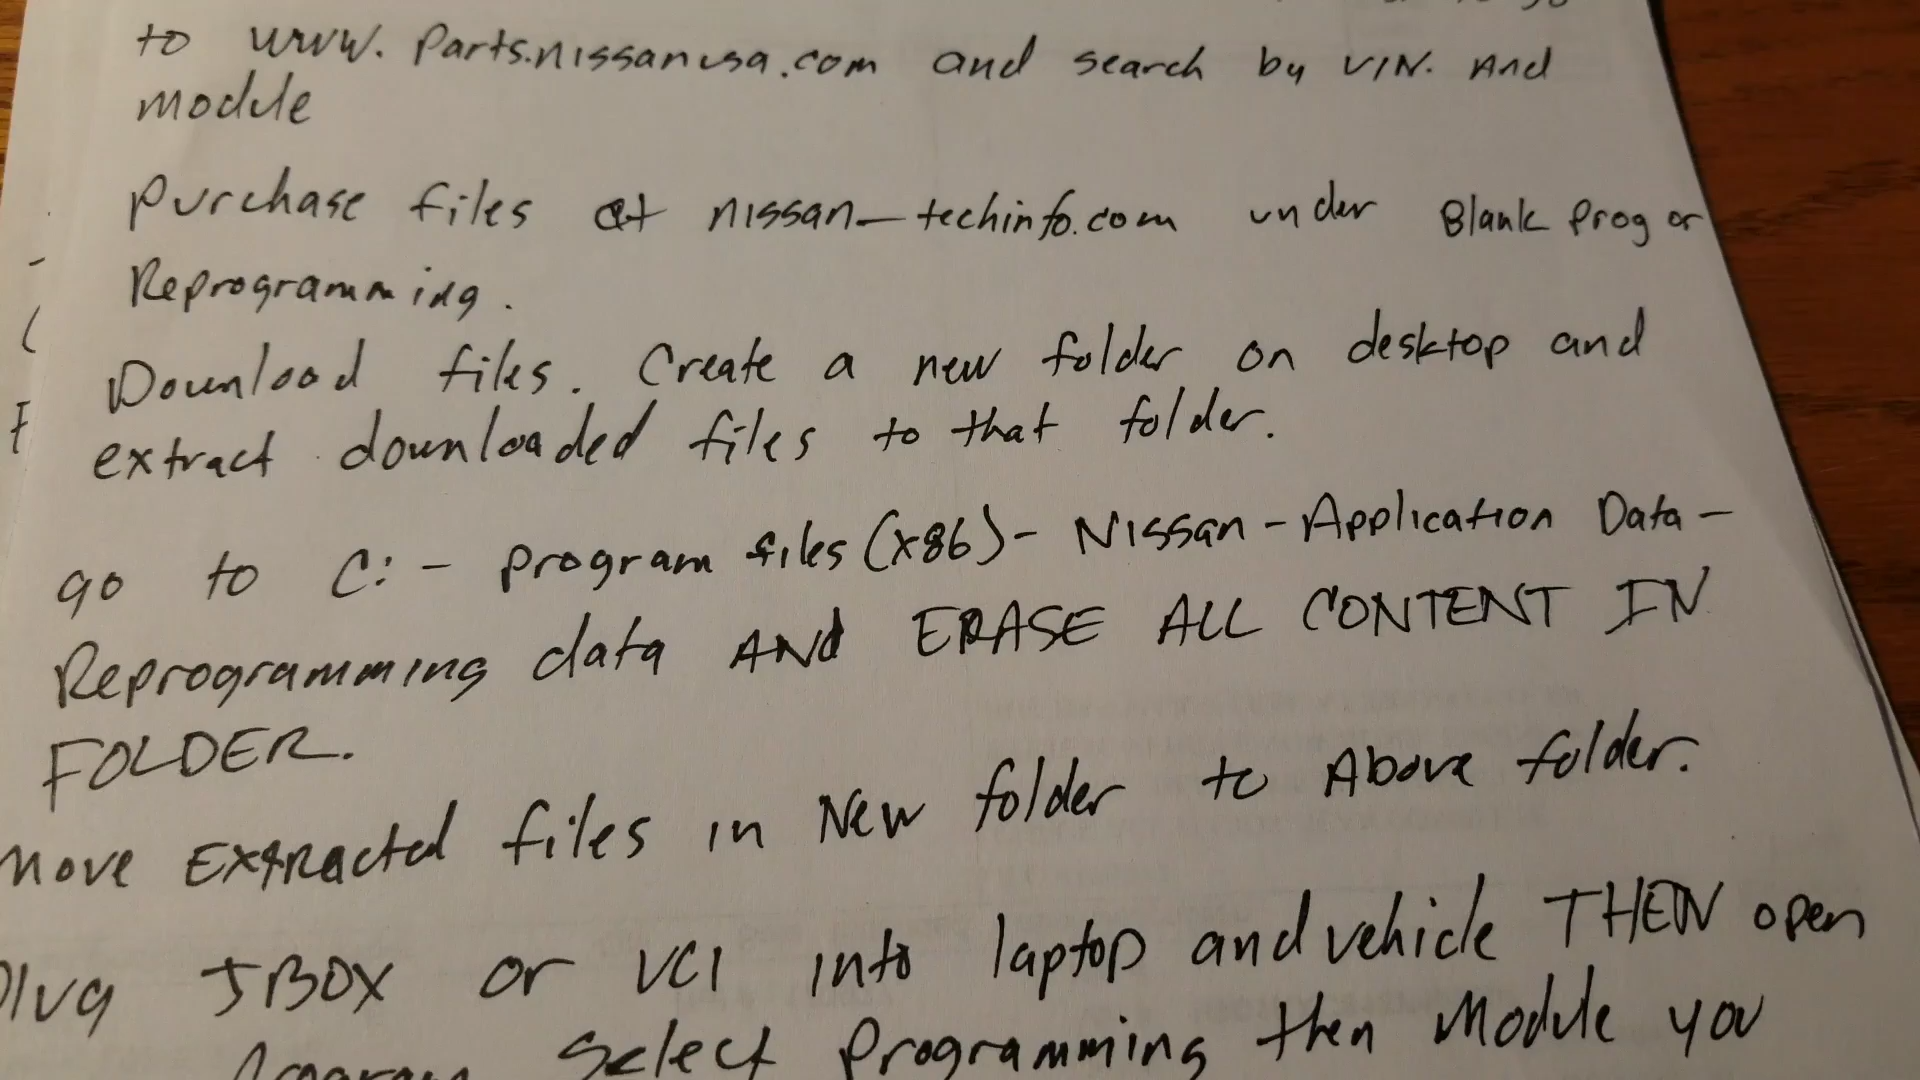 to www.parts.nissanusa.com and search by VIN. And
module
Purchase files at nissan-techinfo.com under Blank Prog or
Reprogramming.
Download files. Create a new folder on desktop and
extract downloaded files to that folder.
go to C: - program files (x86) - Nissan - Application Data -
Reprogramming data AND ERASE ALL CONTENT IN
FOLDER.
Move Extracted files in New folder to Above folder.
Plug JBOX or VCI into laptop and vehicle THEN open
Program Select Programming then Module you